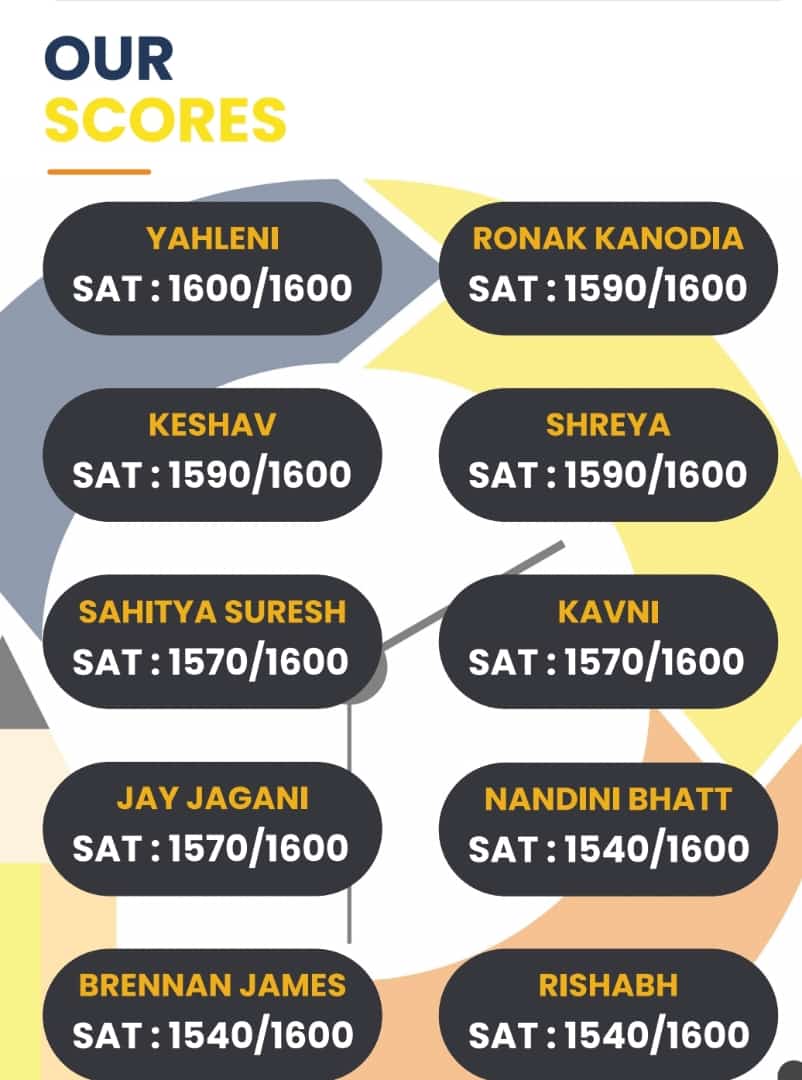 OUR
SCORES
YAHLENI
SAT : 1600/1600
RONAK KANODIA
SAT : 1590/1600
KESHAV
SAT : 1590/1600
SHREYA
SAT : 1590/1600
SAHITYA SURESH
SAT : 1570/1600
KAVNI
SAT : 1570/1600
JAY JAGANI
SAT : 1570/1600
NANDINI BHATT
SAT : 1540/1600
BRENNAN JAMES
SAT : 1540/1600
RISHABH
SAT : 1540/1600